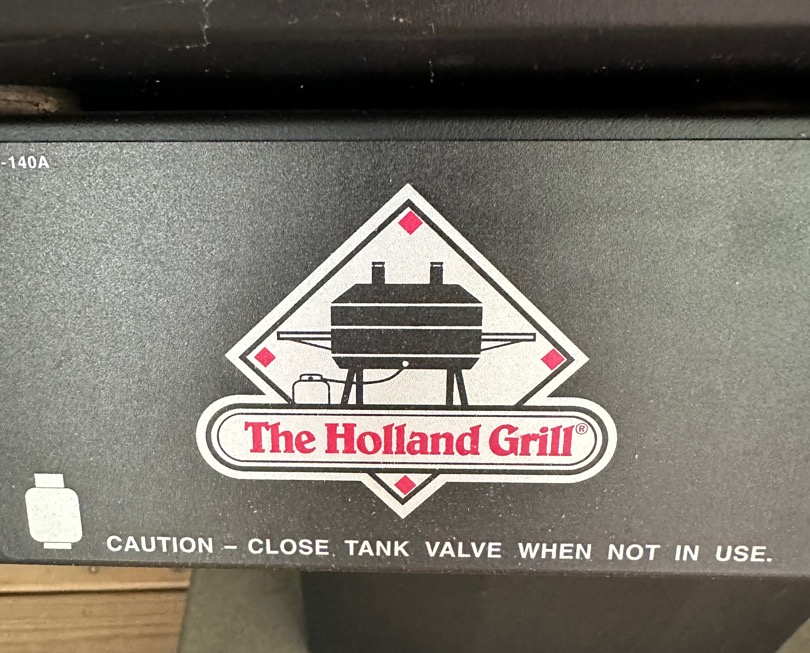 -140A
The Holland Grill®
CAUTION – CLOSE TANK VALVE WHEN NOT IN USE.